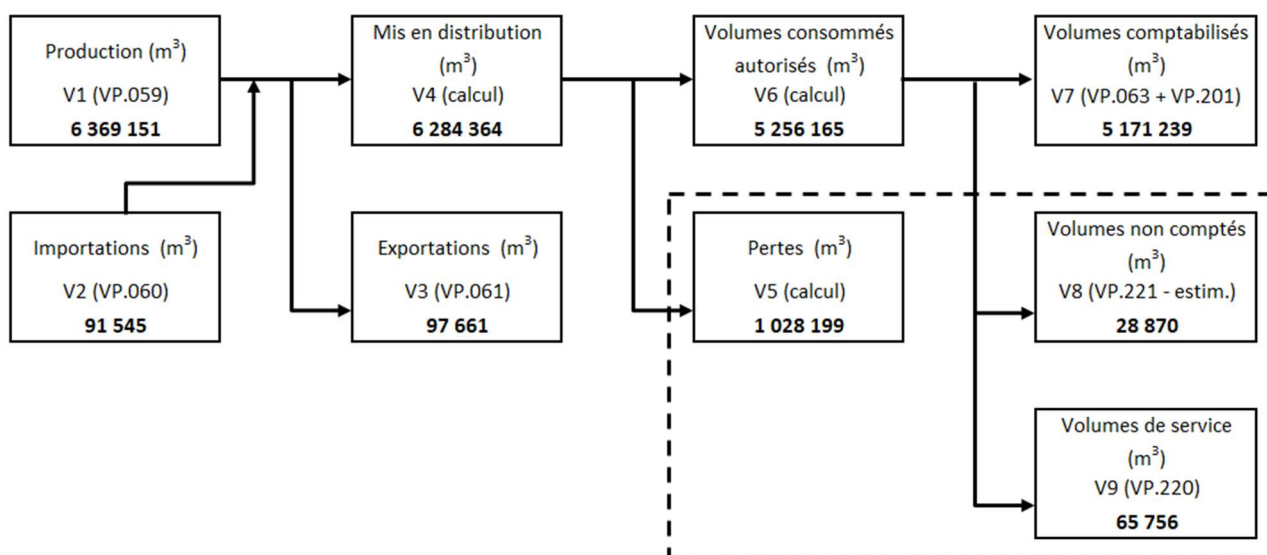 Production (m³)
V1 (VP.059)
6 369 151
Mis en distribution
(m³)
V4 (calcul)
6 284 364
Volumes consommés
autorisés (m³)
V6 (calcul)
5 256 165
Volumes comptabilisés
(m³)
V7 (VP.063 + VP.201)
5 171 239
Importations (m³)
V2 (VP.060)
91 545
Exportations (m³)
V3 (VP.061)
97 661
Pertes (m³)
V5 (calcul)
1 028 199
Volumes non comptés
(m³)
V8 (VP.221 - estim.)
28 870
Volumes de service
(m³)
V9 (VP.220)
65 756